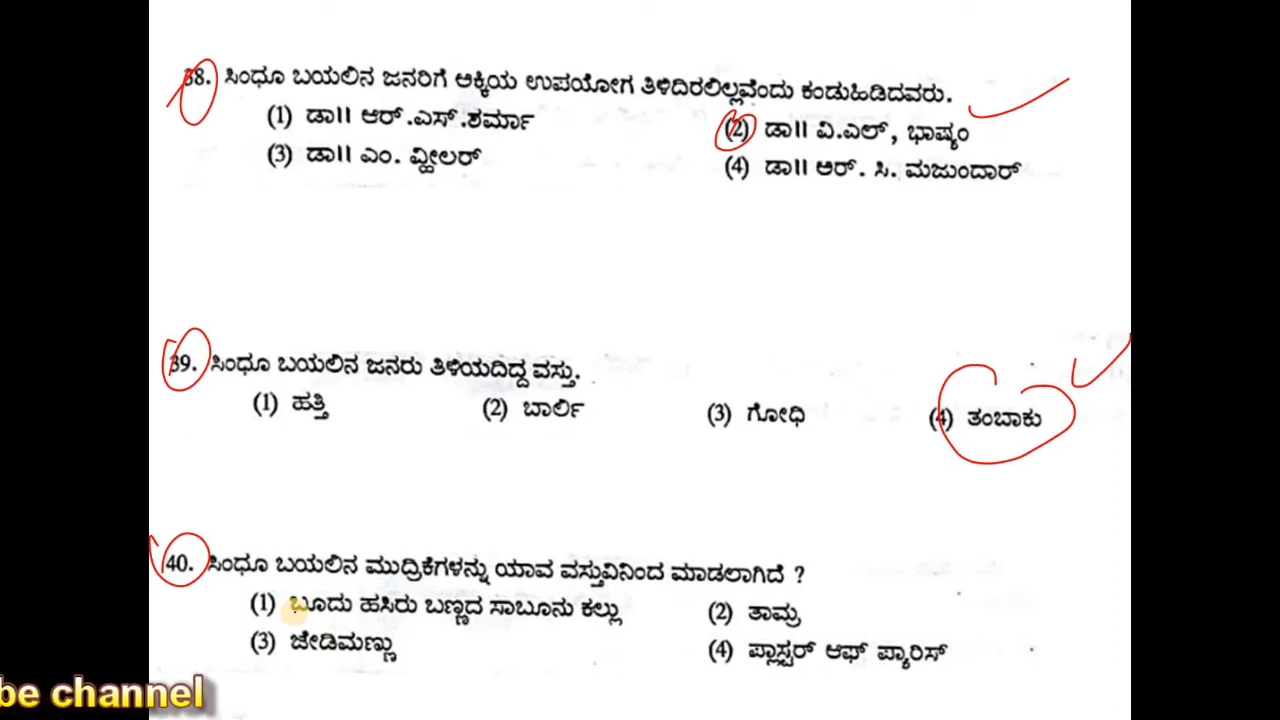 38. ಸಿಂಧೂ ಬಯಲಿನ ಜನರಿಗೆ ಅಕ್ಕಿಯ ಉಪಯೋಗ ತಿಳಿದಿರಲಿಲ್ಲವೆಂದು ಕಂಡುಹಿಡಿದವರು.
(1) ಡಾ॥ ಆರ್.ಎಸ್.ಶರ್ಮಾ (2) ಡಾ॥ ವಿ.ಎಲ್, ಭಾಷ್ಯಂ
(3) ಡಾ॥ ಎಂ. ವ್ಹೀಲರ್ (4) ಡಾ॥ ಆರ್. ಸಿ. ಮಜುಂದಾರ್
39. ಸಿಂಧೂ ಬಯಲಿನ ಜನರು ತಿಳಿಯದಿದ್ದ ವಸ್ತು.
(1) ಹತ್ತಿ (2) ಬಾರ್ಲಿ (3) ಗೋಧಿ (4) ತಂಬಾಕು
40. ಸಿಂಧೂ ಬಯಲಿನ ಮುದ್ರಿಕೆಗಳನ್ನು ಯಾವ ವಸ್ತುವಿನಿಂದ ಮಾಡಲಾಗಿದೆ ?
(1) ಬೂದು ಹಸಿರು ಬಣ್ಣದ ಸಾಬೂನು ಕಲ್ಲು (2) ತಾಮ್ರ
(3) ಜೇಡಿಮಣ್ಣು (4) ಪ್ಲಾಸ್ಟರ್ ಆಫ್ ಪ್ಯಾರಿಸ್
be channel